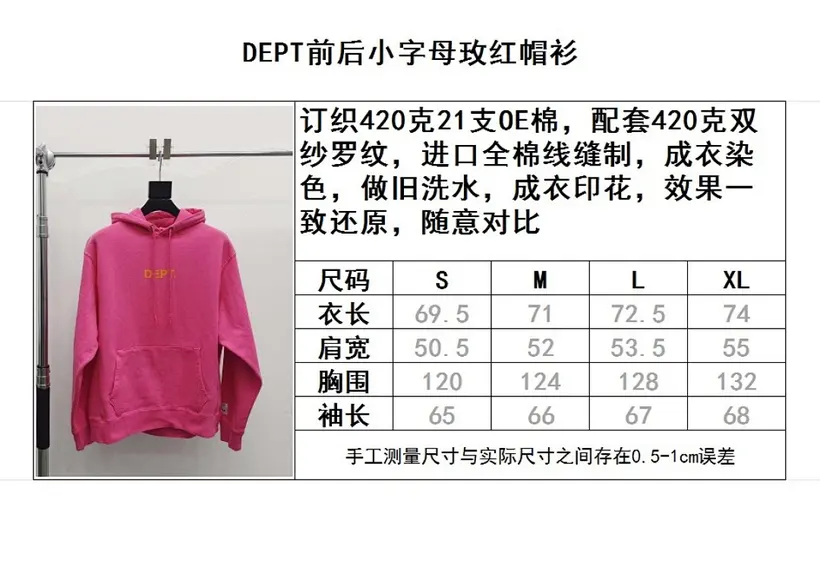 DEPT前后小字母玫红帽衫
订织420克21支OE棉，配套420克双
纱罗纹，进口全棉线缝制，成衣染
色，做旧洗水，成衣印花，效果一
致还原，随意对比
DEPT.
尺码 S M L XL
衣长 69.5 71 72.5 74
肩宽 50.5 52 53.5 55
胸围 120 124 128 132
袖长 65 66 67 68
手工测量尺寸与实际尺寸之间存在0.5-1cm误差